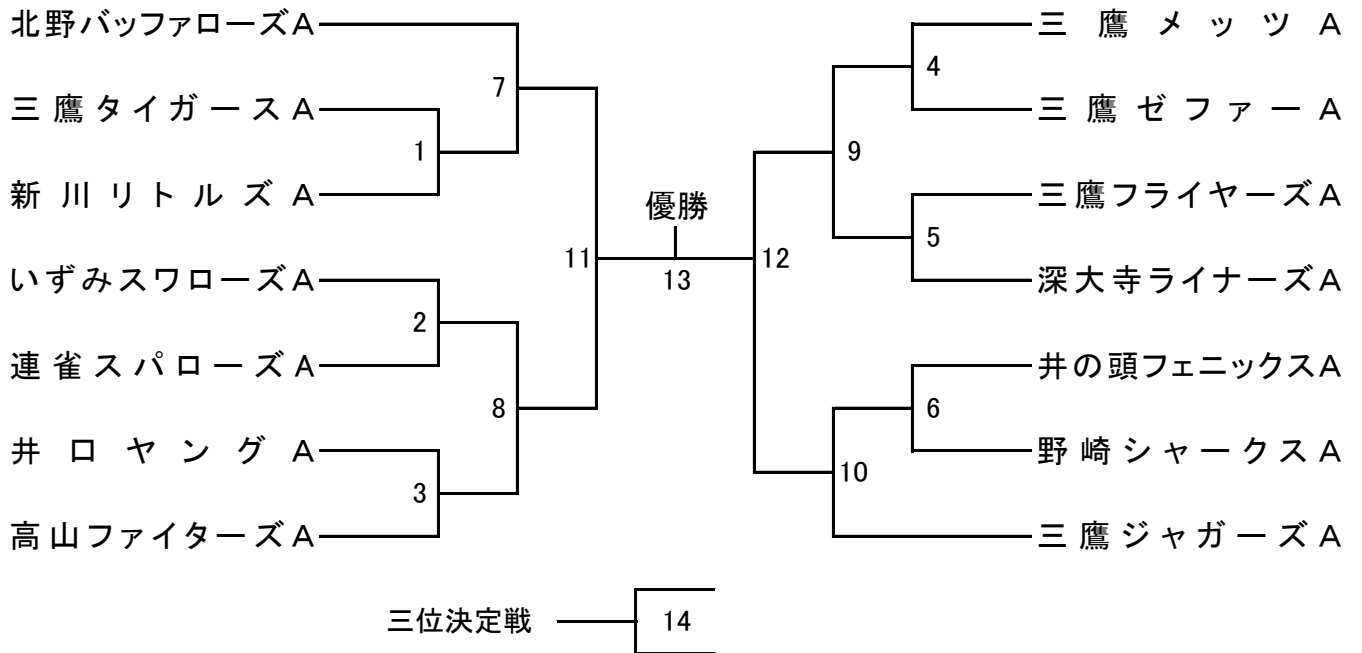 北野バッファローズA
三鷹タイガースA
新川リトルズA
いずみスワローズA
連雀スパローズA
井口ヤングA
高山ファイターズA
7
1
2
8
3
11
優勝
13
12
4
9
5
6
10
三鷹メッツA
三鷹ゼファーA
三鷹フライヤーズA
深大寺ライナーズA
井の頭フェニックスA
野崎シャークスA
三鷹ジャガーズA
三位決定戦
14